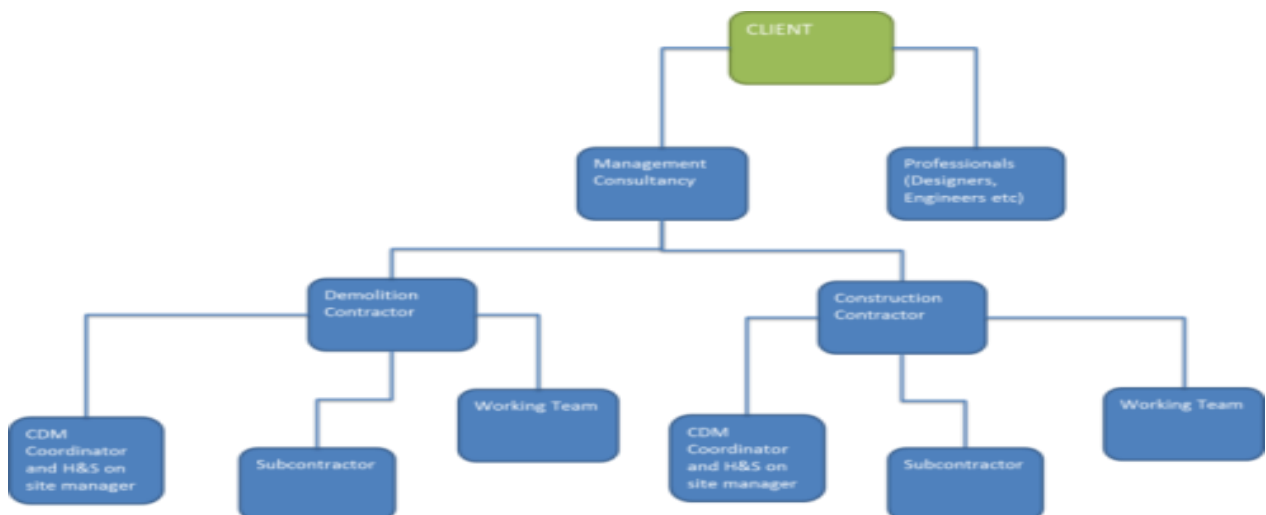 CLIENT
Management
Consultancy
Professionals
(Designers,
Engineers etc)
Demolition
Contractor
Construction
Contractor
CDM
Coordinator
and H&S on
site manager
Subcontractor
Working Team
CDM
Coordinator
and H&S on
site manager
Subcontractor
Working Team